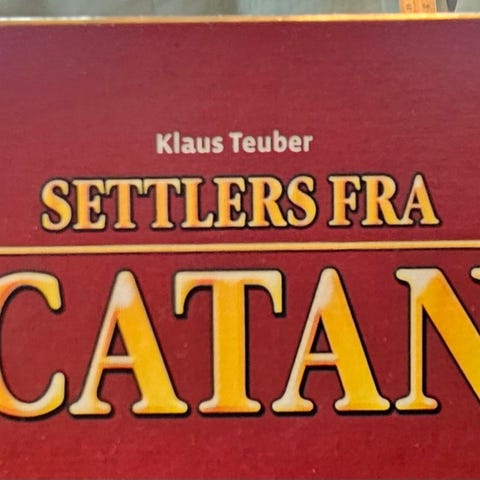 Klaus Teuber
SETTLERS FRA
CATAN